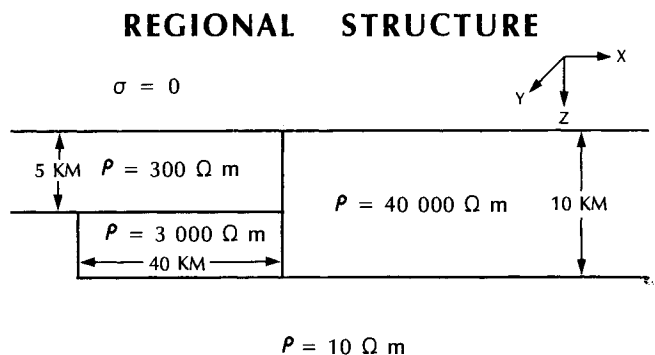 REGIONAL STRUCTURE
σ = 0
X
Y
Z
5 KM
ρ = 300 Ω m
ρ = 40 000 Ω m
10 KM
ρ = 3 000 Ω m
40 KM
ρ = 10 Ω m